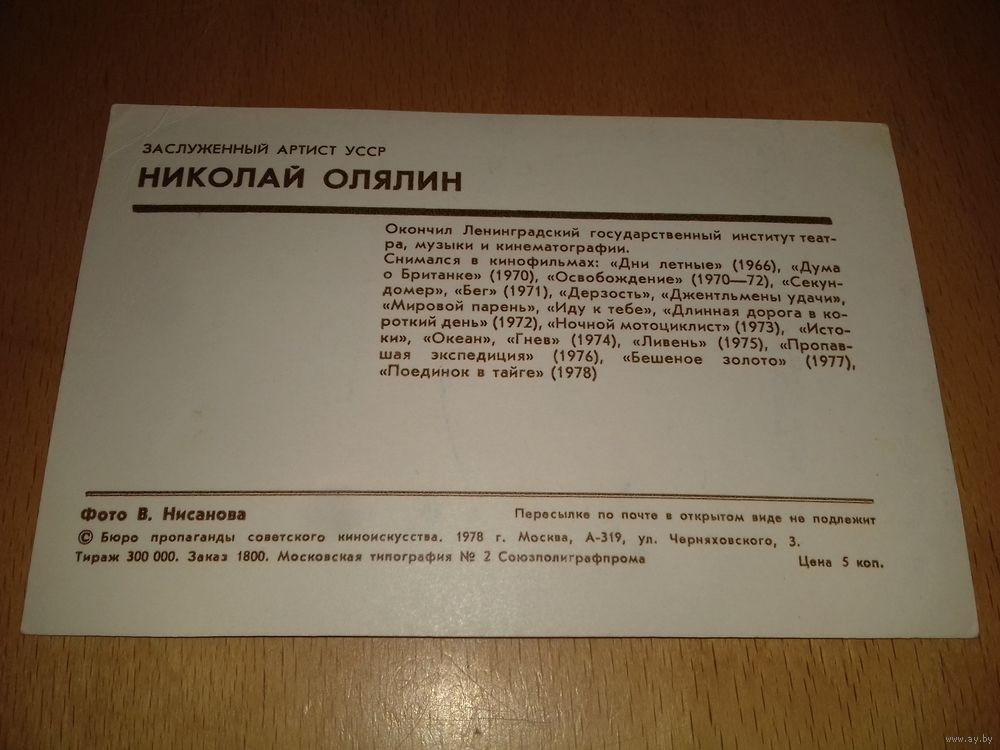 ЗАСЛУЖЕННЫЙ АРТИСТ УССР
НИКОЛАЙ ОЛЯЛИН
Окончил Ленинградский государственный институт теат-
ра, музыки и кинематографии.
Снимался в кинофильмах: «Дни летные» (1966), «Дума
о Британке» (1970), «Освобождение» (1970—72), «Секун-
домер», «Бег» (1971), «Дерзость», «Джентльмены удачи»,
«Мировой парень», «Иду к тебе», «Длинная дорога в ко-
роткий день» (1972), «Ночной мотоциклист» (1973), «Исто-
ки», «Океан», «Гнев» (1974), «Ливень» (1975), «Пропав-
шая экспедиция» (1976), «Бешеное золото» (1977),
«Поединок в тайге» (1978)
Фото В. Нисанова
Пересылке по почте в открытом виде не подлежит
© Бюро пропаганды советского киноискусства. 1978 г. Москва, А-319, ул. Черняховского, 3.
Тираж 300 000. Заказ 1800. Московская типография № 2 Союзполиграфпрома
Цена 5 коп.
www.ay.by